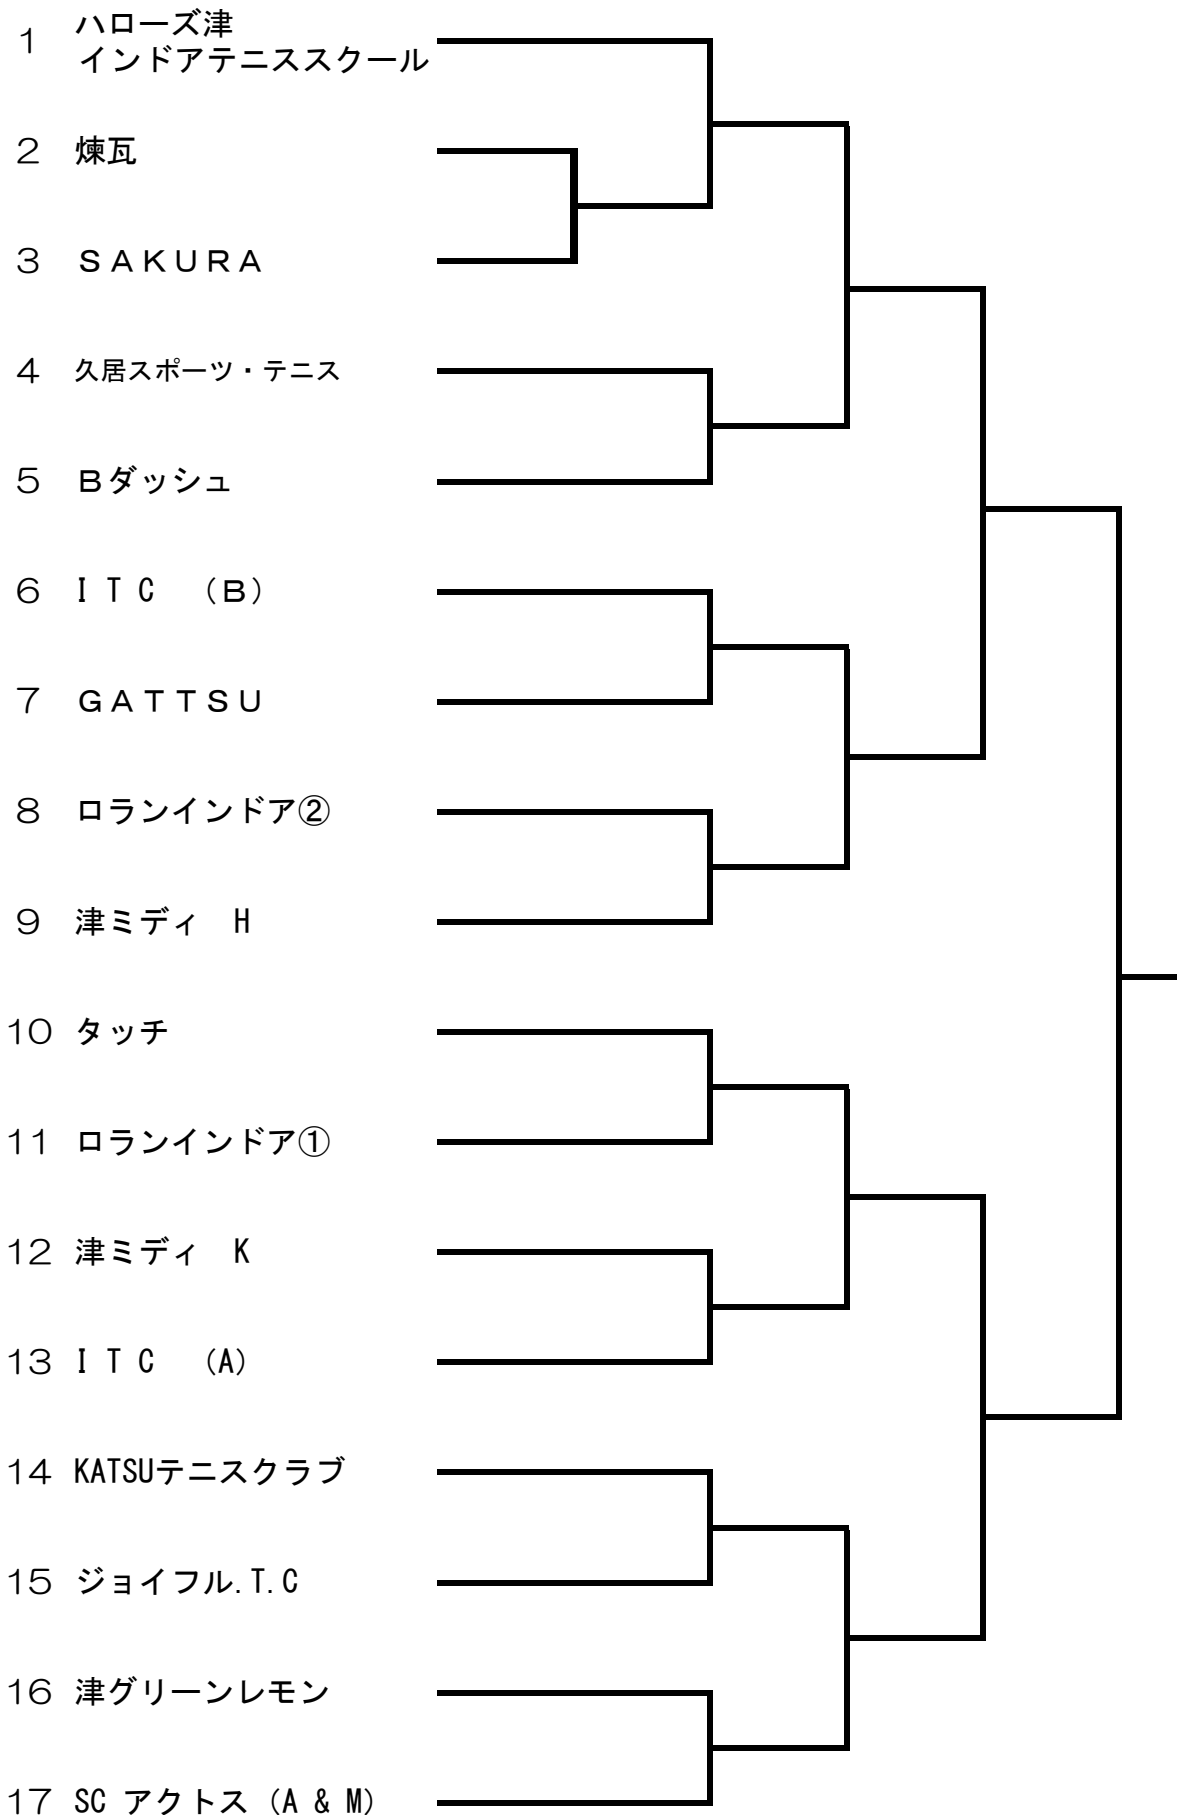 1 ハローズ津
インドアテニススクール
2 煉瓦
3 ＳＡＫＵＲＡ
4 久居スポーツ・テニス
5 Ｂダッシュ
6 ＩＴＣ （Ｂ）
7 ＧＡＴＴＳＵ
8 ロランインドア②
9 津ミディ H
10 タッチ
11 ロランインドア①
12 津ミディ K
13 ＩＴＣ （A）
14 KATSUテニスクラブ
15 ジョイフル.T.C
16 津グリーンレモン
17 SC アクトス（A & M）